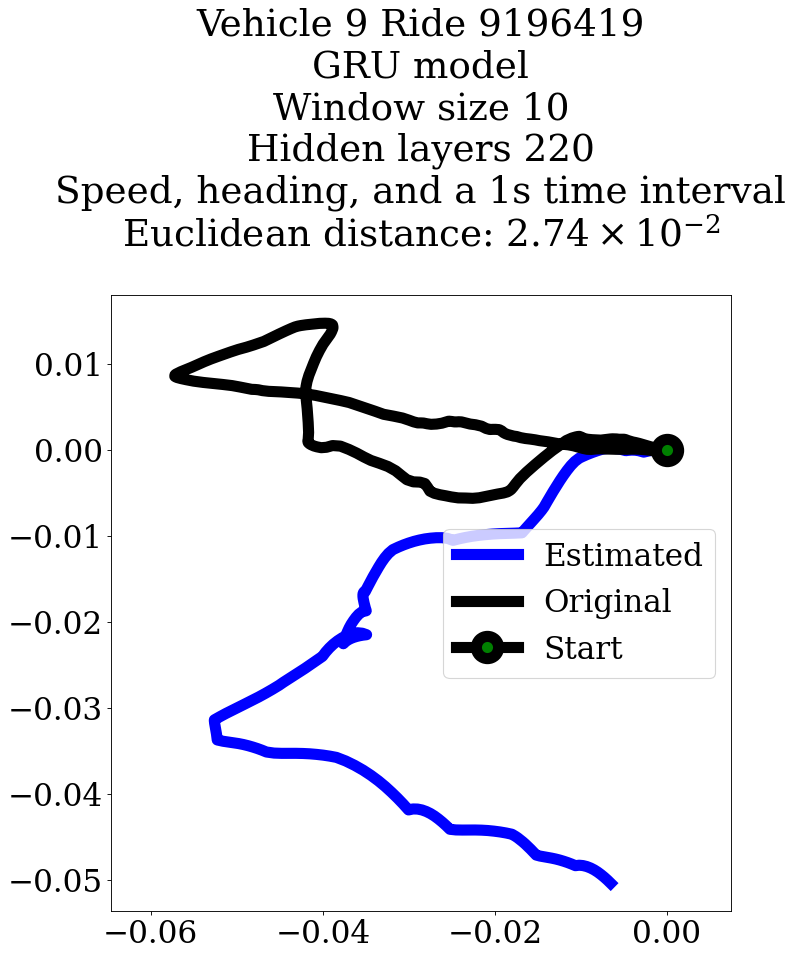 Vehicle 9 Ride 9196419
GRU model
Window size 10
Hidden layers 220
Speed, heading, and a 1s time interval
Euclidean distance: 2.74 × 10⁻²
0.01
0.00
−0.01
−0.02
−0.03
−0.04
−0.05
Estimated
Original
Start
−0.06
−0.04
−0.02
0.00